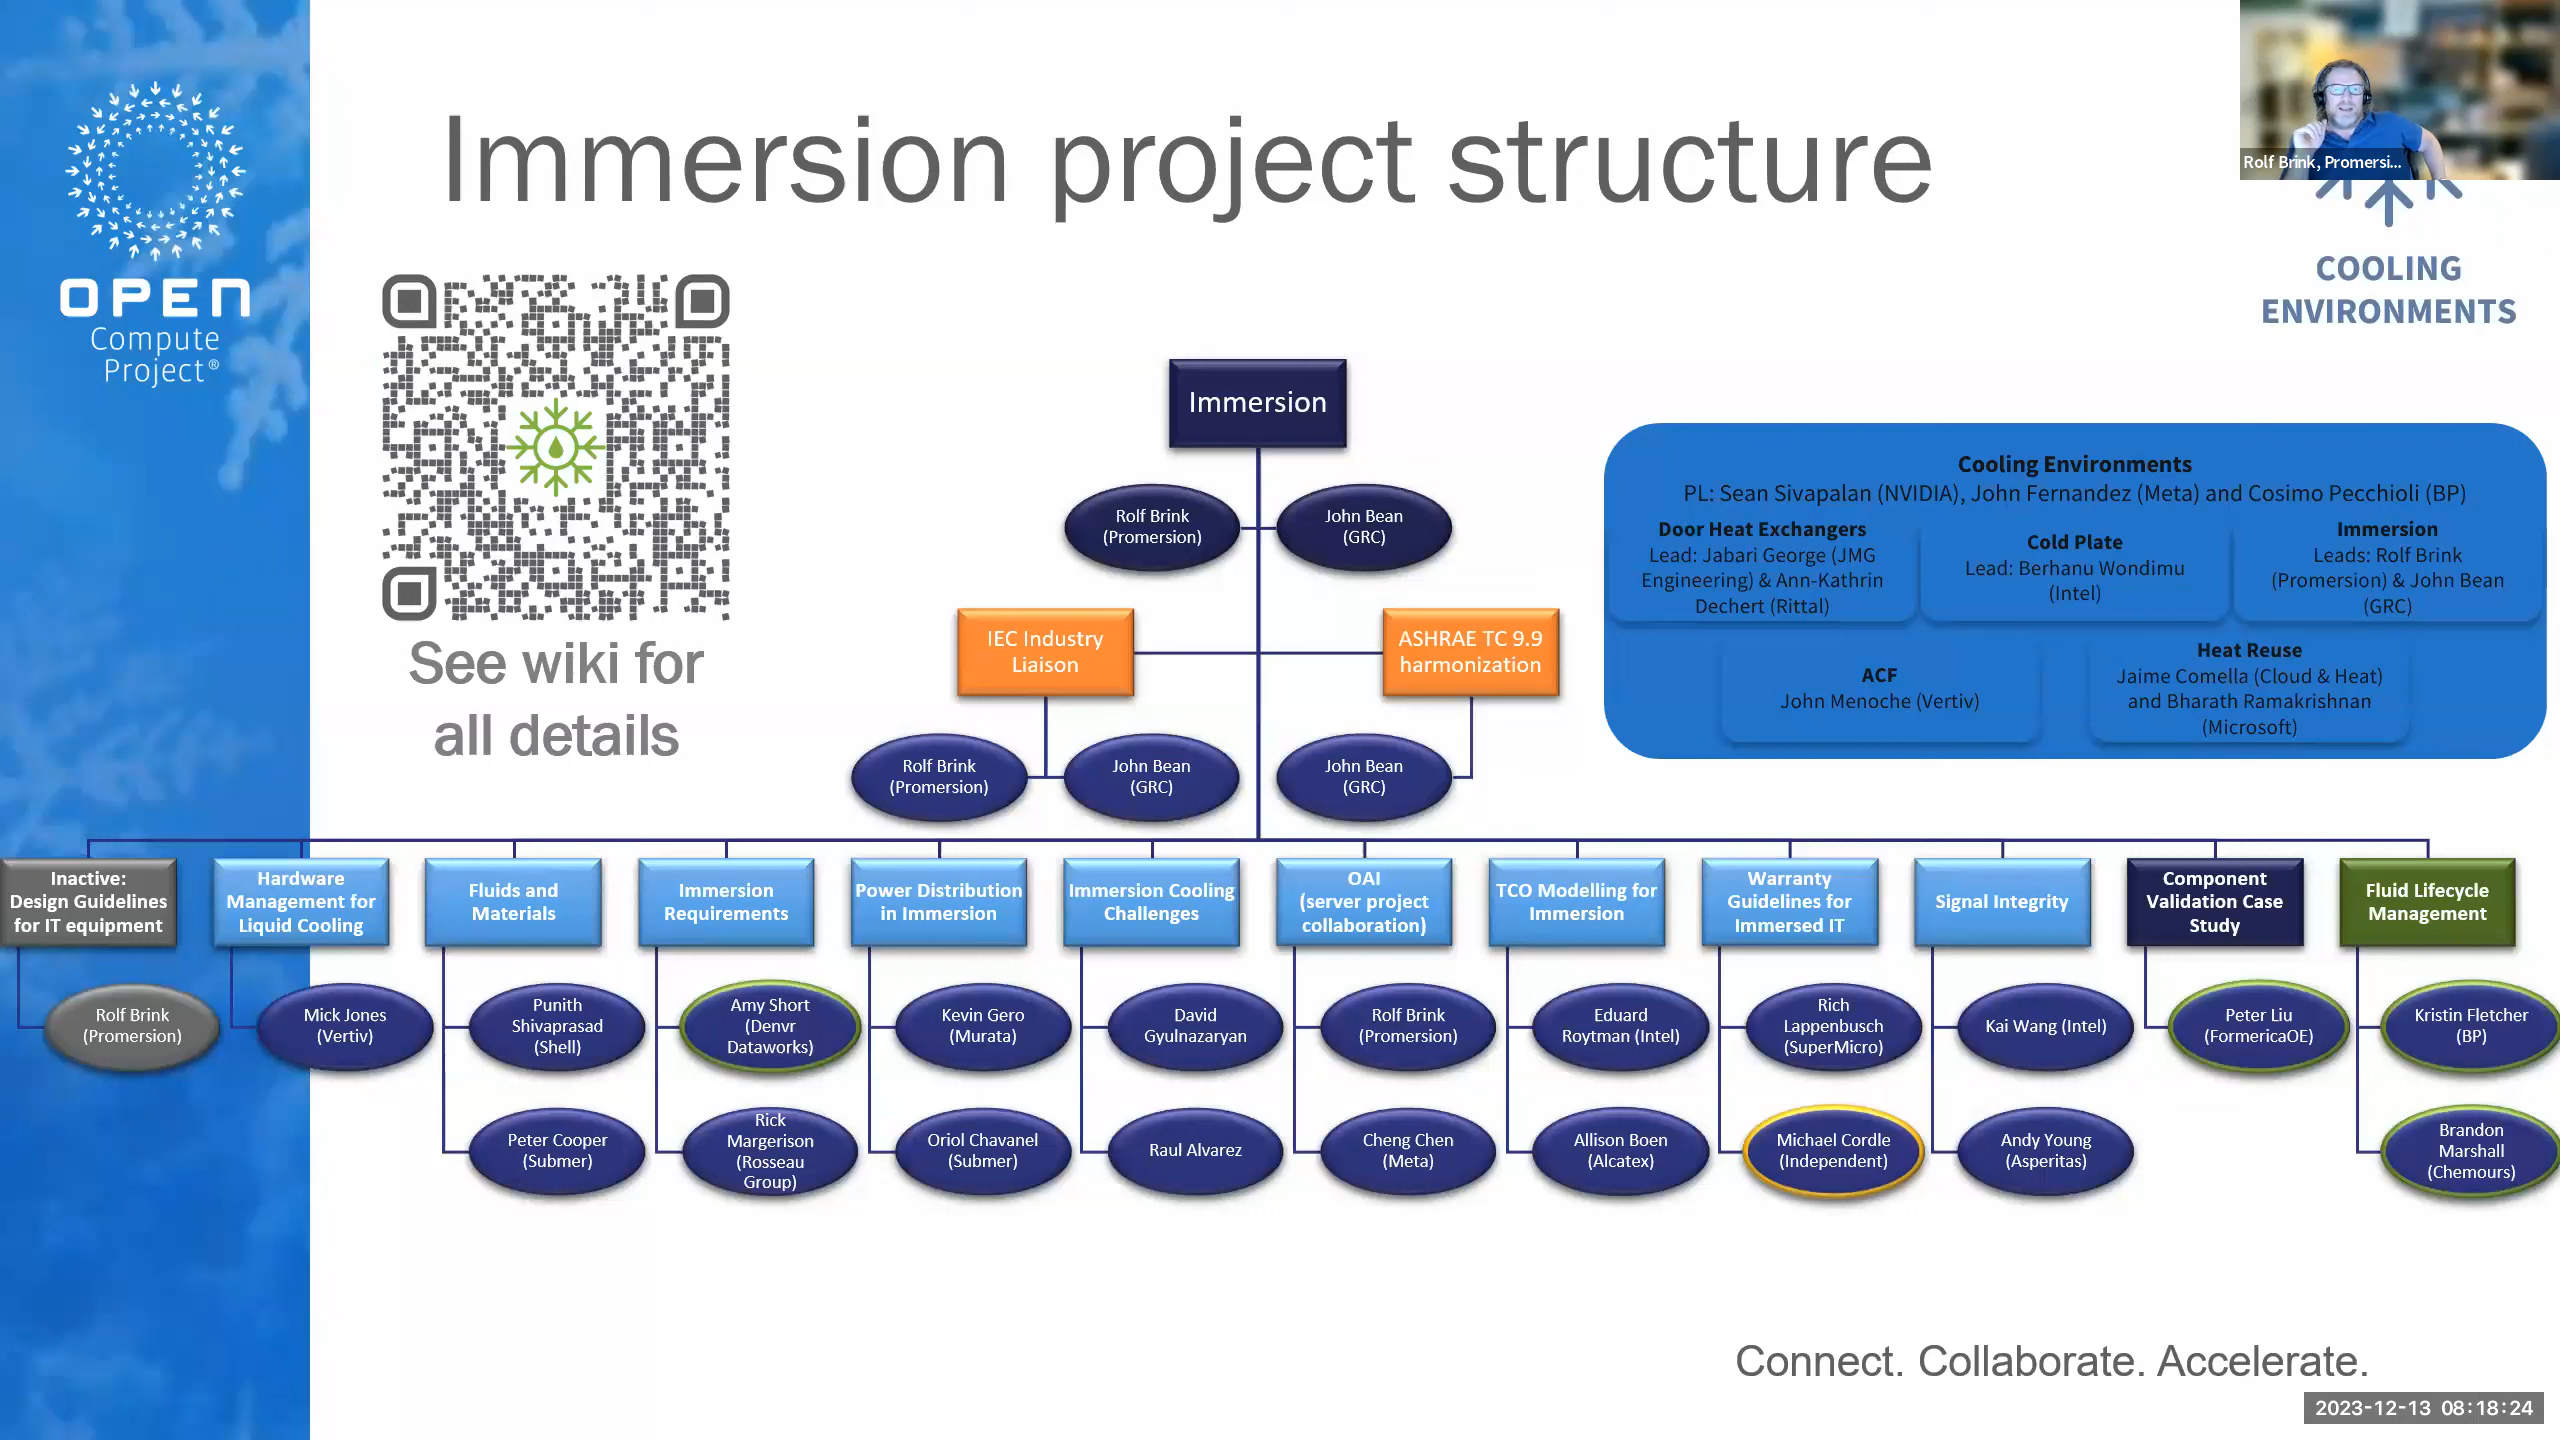 OPEN
Compute
Project®
Immersion project structure
Rolf Brink, Promersi...
COOLING
ENVIRONMENTS
See wiki for
all details
Immersion
Rolf Brink
(Promersion)
John Bean
(GRC)
IEC Industry
Liaison
ASHRAE TC 9.9
harmonization
Rolf Brink
(Promersion)
John Bean
(GRC)
John Bean
(GRC)
Cooling Environments
PL: Sean Sivapalan (NVIDIA), John Fernandez (Meta) and Cosimo Pecchioli (BP)
Door Heat Exchangers
Lead: Jabari George (JMG
Engineering) & Ann-Kathrin
Dechert (Rittal)
Cold Plate
Lead: Berhanu Wondimu
(Intel)
Immersion
Leads: Rolf Brink
(Promersion) & John Bean
(GRC)
ACF
John Menoche (Vertiv)
Heat Reuse
Jaime Comella (Cloud & Heat)
and Bharath Ramakrishnan
(Microsoft)
Inactive:
Design Guidelines
for IT equipment
Rolf Brink
(Promersion)
Hardware
Management for
Liquid Cooling
Mick Jones
(Vertiv)
Fluids and
Materials
Punith
Shivaprasad
(Shell)
Peter Cooper
(Submer)
Immersion
Requirements
Amy Short
(Denvr
Dataworks)
Rick
Margerison
(Rosseau
Group)
Power Distribution
in Immersion
Kevin Gero
(Murata)
Oriol Chavanel
(Submer)
Immersion Cooling
Challenges
David
Gyulnazaryan
Raul Alvarez
OAI
(server project
collaboration)
Rolf Brink
(Promersion)
Cheng Chen
(Meta)
TCO Modelling for
Immersion
Eduard
Roytman (Intel)
Allison Boen
(Alcatex)
Warranty
Guidelines for
Immersed IT
Rich
Lappenbusch
(SuperMicro)
Michael Cordle
(Independent)
Signal Integrity
Kai Wang (Intel)
Andy Young
(Asperitas)
Component
Validation Case
Study
Peter Liu
(FormericaOE)
Fluid Lifecycle
Management
Kristin Fletcher
(BP)
Brandon
Marshall
(Chemours)
Connect. Collaborate. Accelerate.
2023-12-13 08:18:24